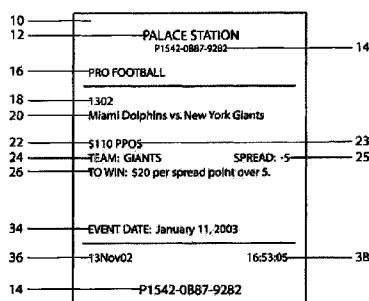 10
12 PALACE STATION
P1542-0B87-9282 14
16 PRO FOOTBALL
18 1302
20 Miami Dolphins vs. New York Giants
22 $110 PPOS 23
24 TEAM: GIANTS SPREAD: -5 25
26 TO WIN: $20 per spread point over 5.
34 EVENT DATE: January 11, 2003
36 13Nov02 16:53:05 38
14 P1542-0B87-9282